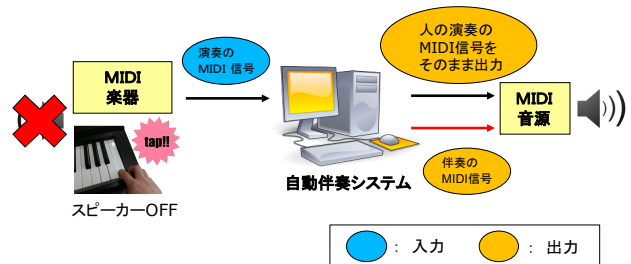 演奏の
MIDI 信号
人の演奏の
MIDI信号を
そのまま出力
MIDI
楽器
MIDI
音源
tap!!
自動伴奏システム
伴奏の
MIDI信号
スピーカーOFF
： 入力
： 出力